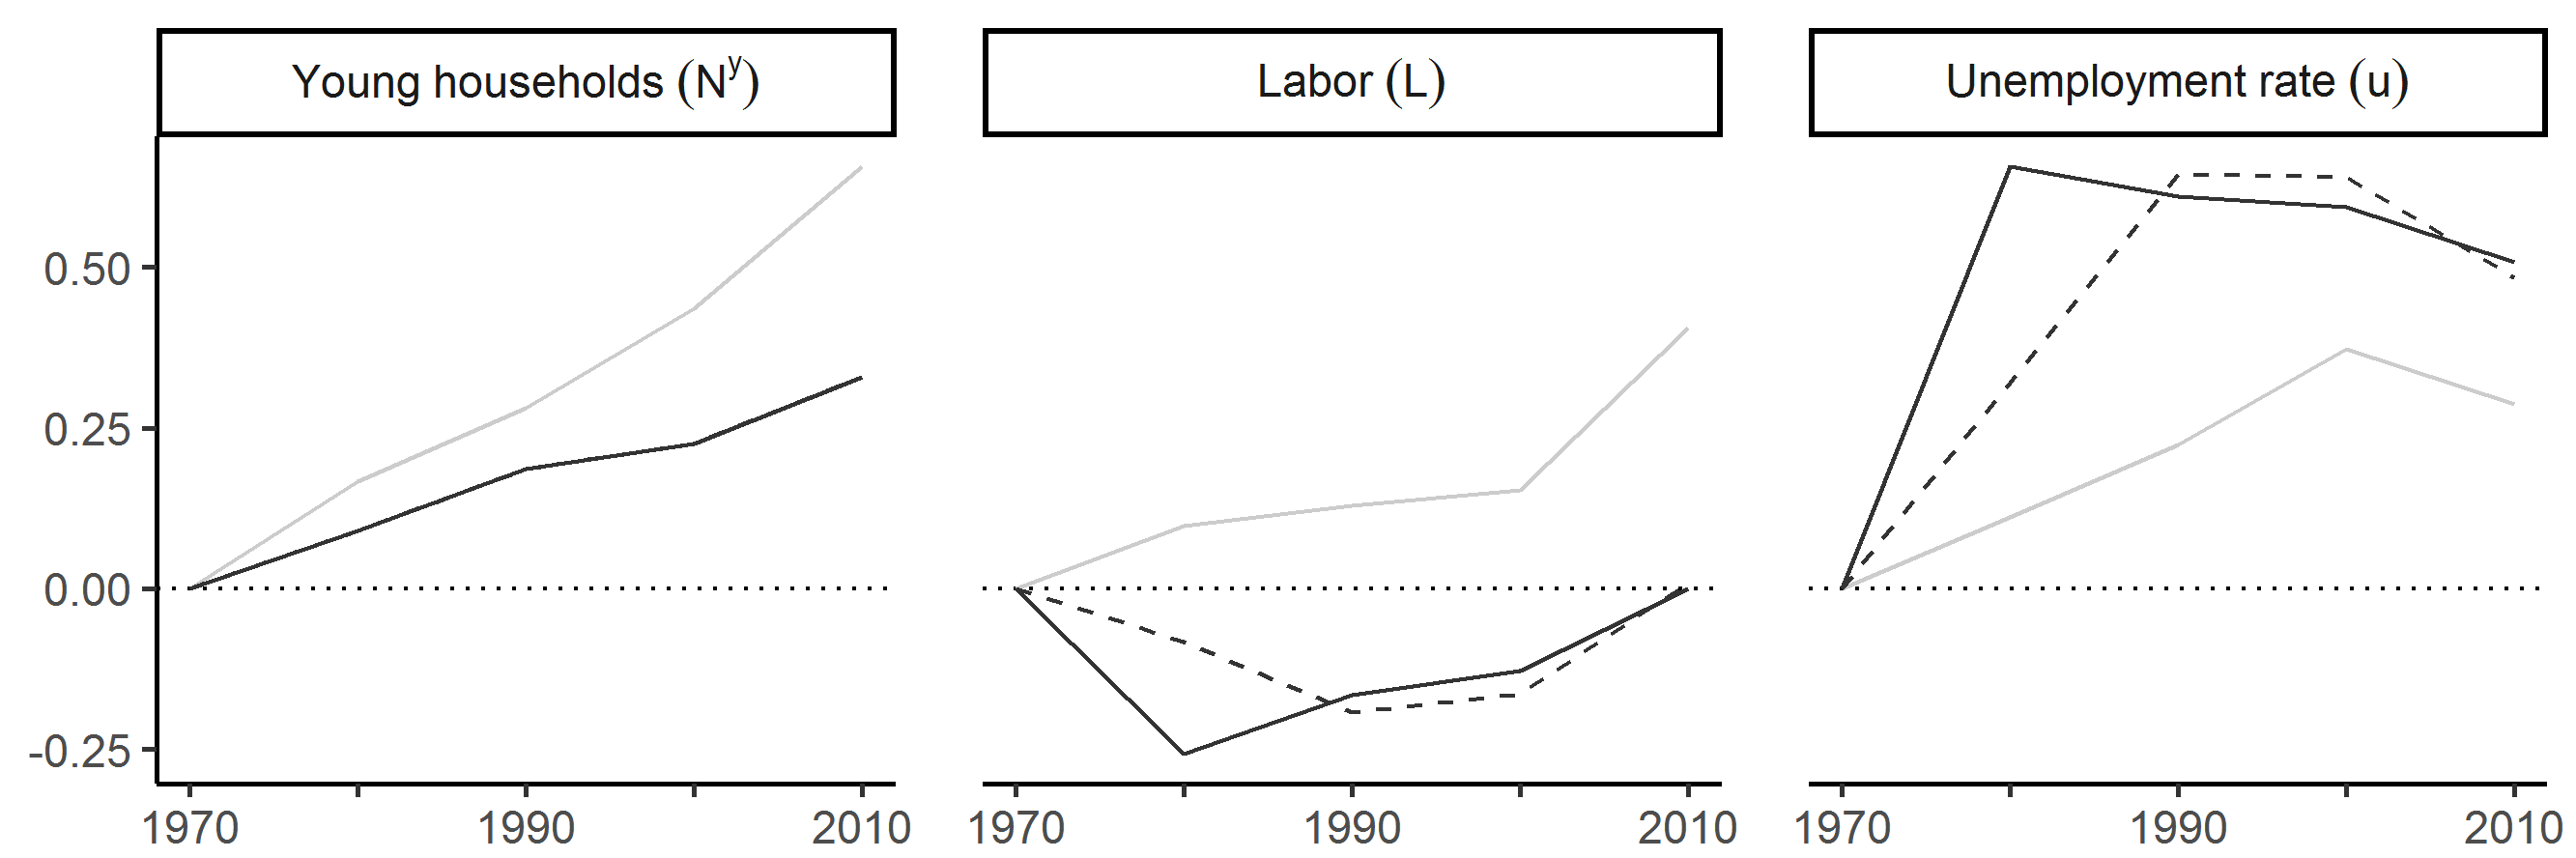 Young households (Nʸ)
Labor (L)
Unemployment rate (u)
0.50
0.25
0.00
-0.25
1970 1990 2010 1970 1990 2010 1970 1990 2010